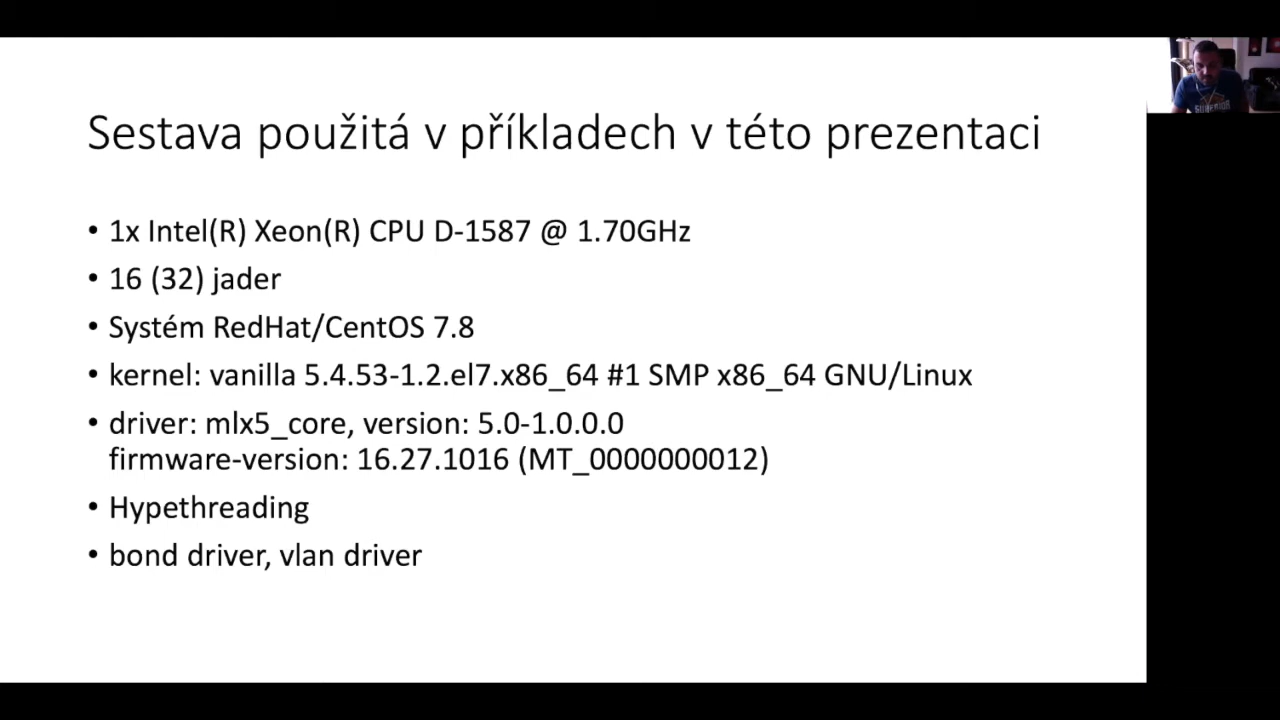 Sestava použitá v příkladech v této prezentaci
• 1x Intel(R) Xeon(R) CPU D-1587 @ 1.70GHz
• 16 (32) jader
• Systém RedHat/CentOS 7.8
• kernel: vanilla 5.4.53-1.2.el7.x86_64 #1 SMP x86_64 GNU/Linux
• driver: mlx5_core, version: 5.0-1.0.0.0
firmware-version: 16.27.1016 (MT_0000000012)
• Hypethreading
• bond driver, vlan driver